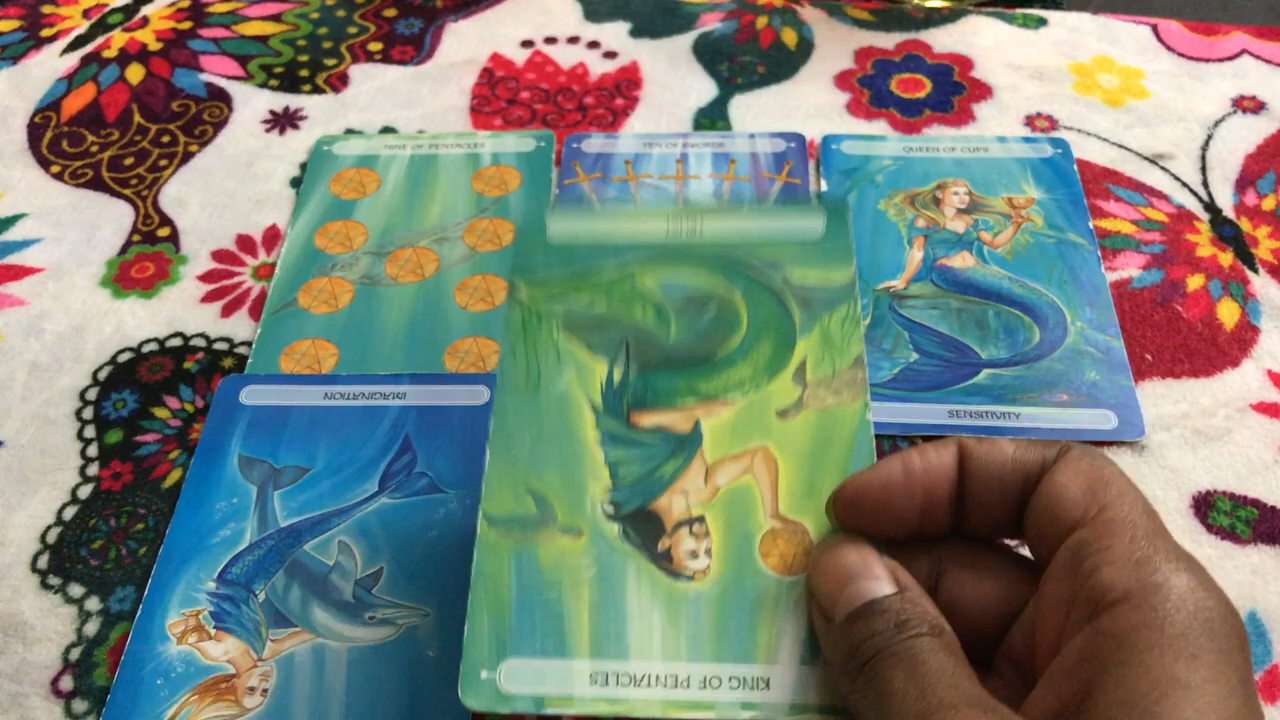 NINE OF PENTACLES
TEN OF SWORDS
QUEEN OF CUPS
IMAGINATION
SENSITIVITY
KING OF PENTACLES